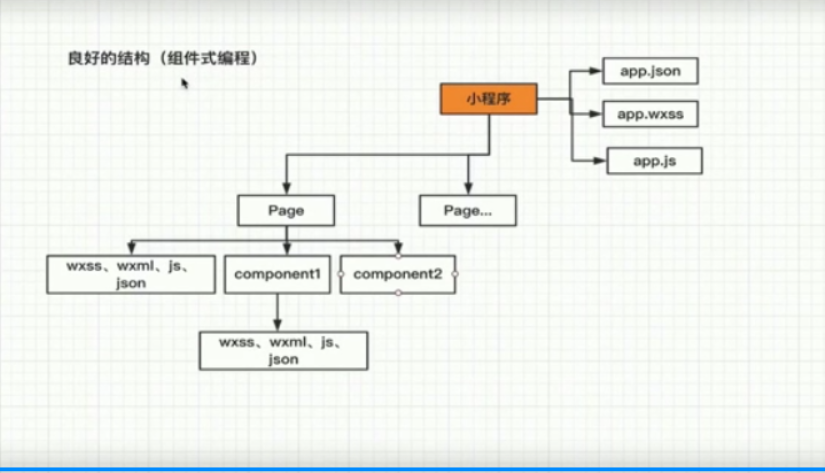 良好的结构（组件式编程）
小程序
app.json
app.wxss
app.js
Page
Page...
wxss、wxml、js、
json
component1
component2
wxss、wxml、js、
json